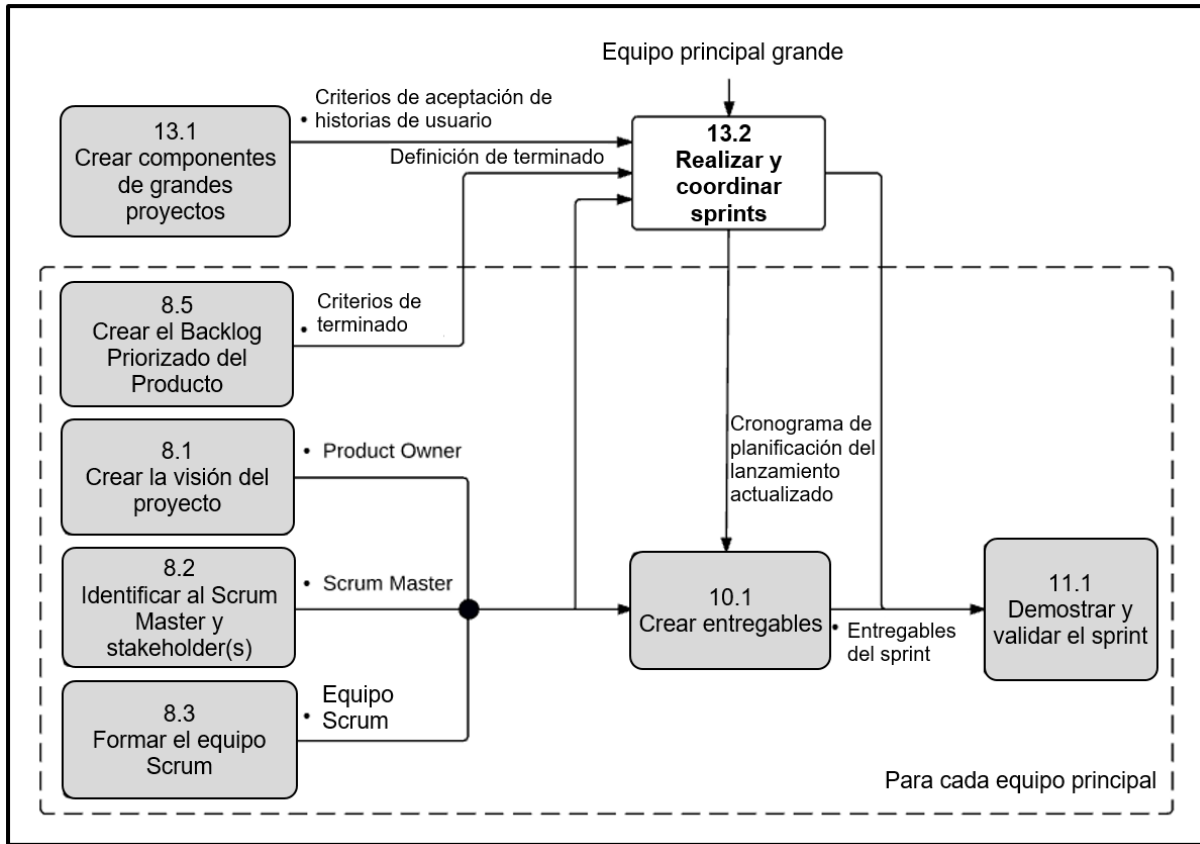 Equipo principal grande
13.1
Crear componentes
de grandes
proyectos
• Criterios de aceptación de
historias de usuario
Definición de terminado
13.2
Realizar y
coordinar
sprints
8.5
Crear el Backlog
Priorizado del
Producto
• Criterios de
terminado
8.1
Crear la visión del
proyecto
• Product Owner
Cronograma de
planificación del
lanzamiento
actualizado
8.2
Identificar al Scrum
Master y
stakeholder(s)
• Scrum Master
10.1
Crear entregables
• Entregables
del sprint
11.1
Demostrar y
validar el sprint
8.3
Formar el equipo
Scrum
• Equipo
Scrum
Para cada equipo principal